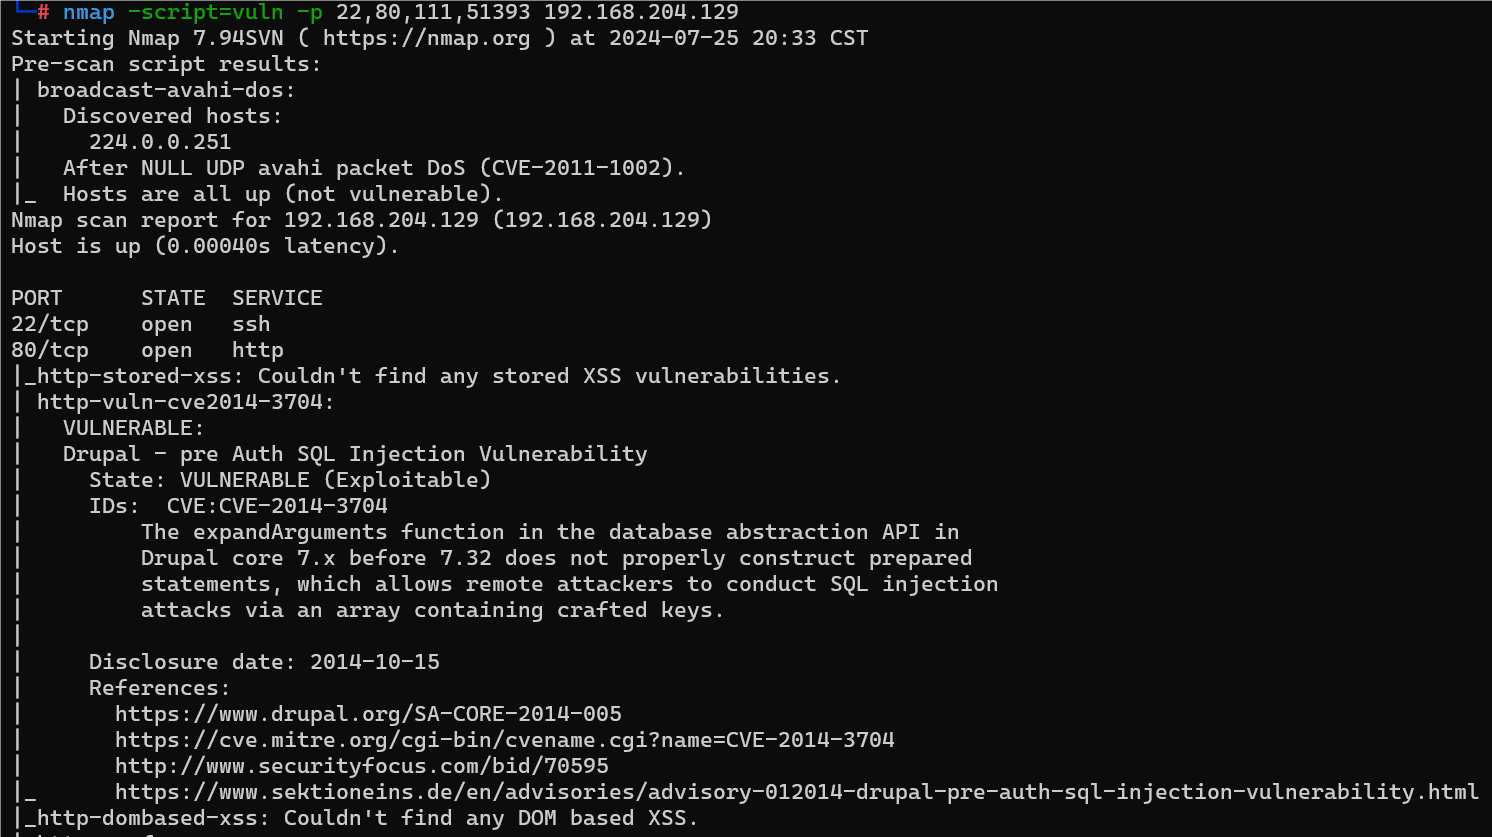 └─# nmap -script=vuln -p 22,80,111,51393 192.168.204.129
Starting Nmap 7.94SVN ( https://nmap.org ) at 2024-07-25 20:33 CST
Pre-scan script results:
| broadcast-avahi-dos:
|   Discovered hosts:
|     224.0.0.251
|   After NULL UDP avahi packet DoS (CVE-2011-1002).
|_  Hosts are all up (not vulnerable).
Nmap scan report for 192.168.204.129 (192.168.204.129)
Host is up (0.00040s latency).

PORT      STATE  SERVICE
22/tcp    open   ssh
80/tcp    open   http
|_http-stored-xss: Couldn't find any stored XSS vulnerabilities.
| http-vuln-cve2014-3704:
|   VULNERABLE:
|   Drupal - pre Auth SQL Injection Vulnerability
|     State: VULNERABLE (Exploitable)
|     IDs:  CVE:CVE-2014-3704
|         The expandArguments function in the database abstraction API in
|         Drupal core 7.x before 7.32 does not properly construct prepared
|         statements, which allows remote attackers to conduct SQL injection
|         attacks via an array containing crafted keys.
|
|     Disclosure date: 2014-10-15
|     References:
|       https://www.drupal.org/SA-CORE-2014-005
|       https://cve.mitre.org/cgi-bin/cvename.cgi?name=CVE-2014-3704
|       http://www.securityfocus.com/bid/70595
|_      https://www.sektioneins.de/en/advisories/advisory-012014-drupal-pre-auth-sql-injection-vulnerability.html
|_http-dombased-xss: Couldn't find any DOM based XSS.